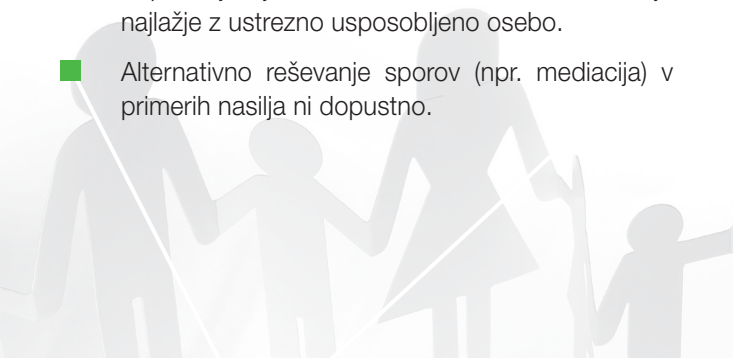 najlažje z ustrezno usposobljeno osebo.
Alternativno reševanje sporov (npr. mediacija) v
primerih nasilja ni dopustno.